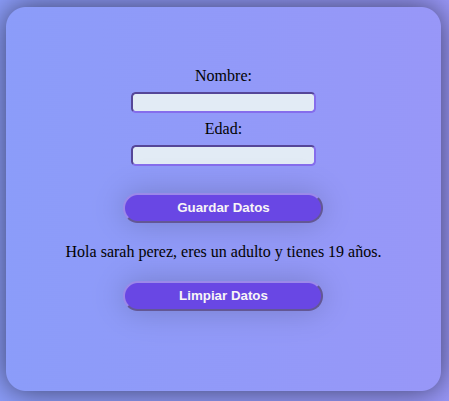 Nombre:
Edad:
Guardar Datos
Hola sarah perez, eres un adulto y tienes 19 años.
Limpiar Datos